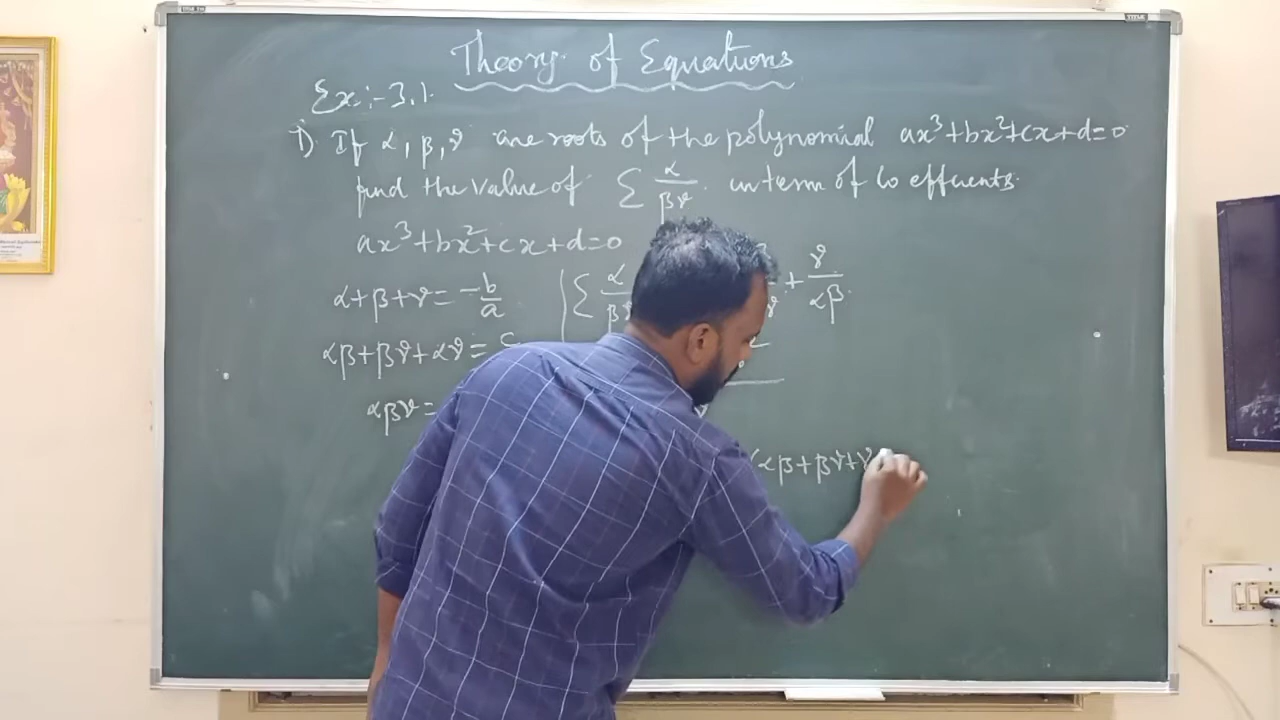 Theory of Equations
Ex:-3.1.
1) If α, β, γ are roots of the polynomial ax³+bx²+cx+d=0
find the value of Σ α/βγ. in term of co effients.
ax³+bx²+cx+d=0
α+β+γ = -b/a
Σ α/βγ + γ/αβ.
αβ+βγ+αγ =
αβγ =
(αβ+βγ+γ